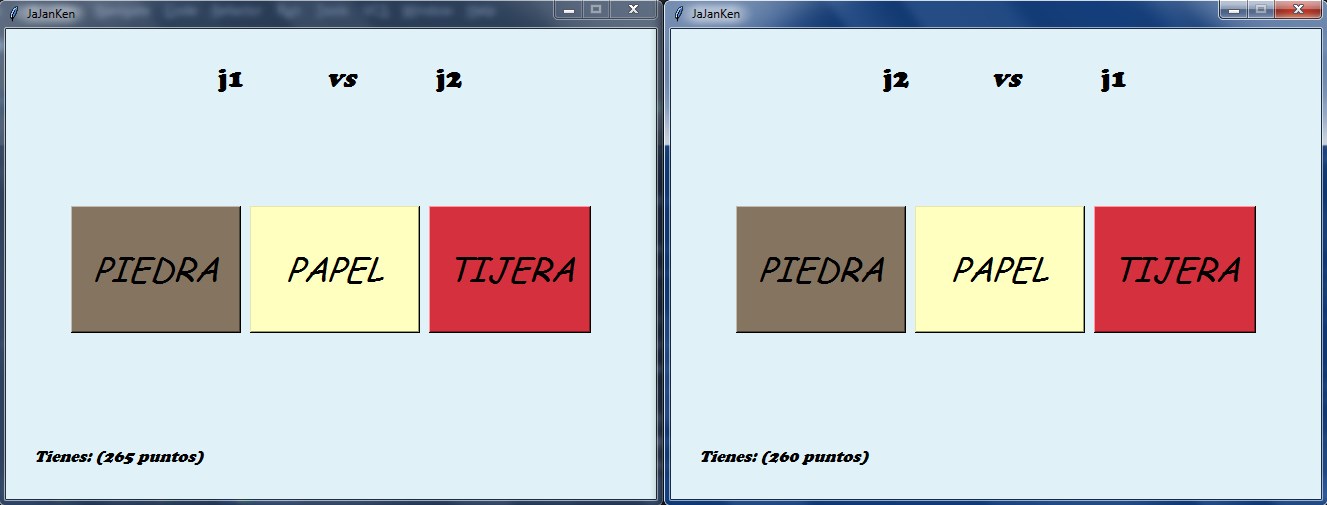 JaJanKen
j1 vs j2
PIEDRA PAPEL TIJERA
Tienes: (265 puntos)
JaJanKen
j2 vs j1
PIEDRA PAPEL TIJERA
Tienes: (260 puntos)